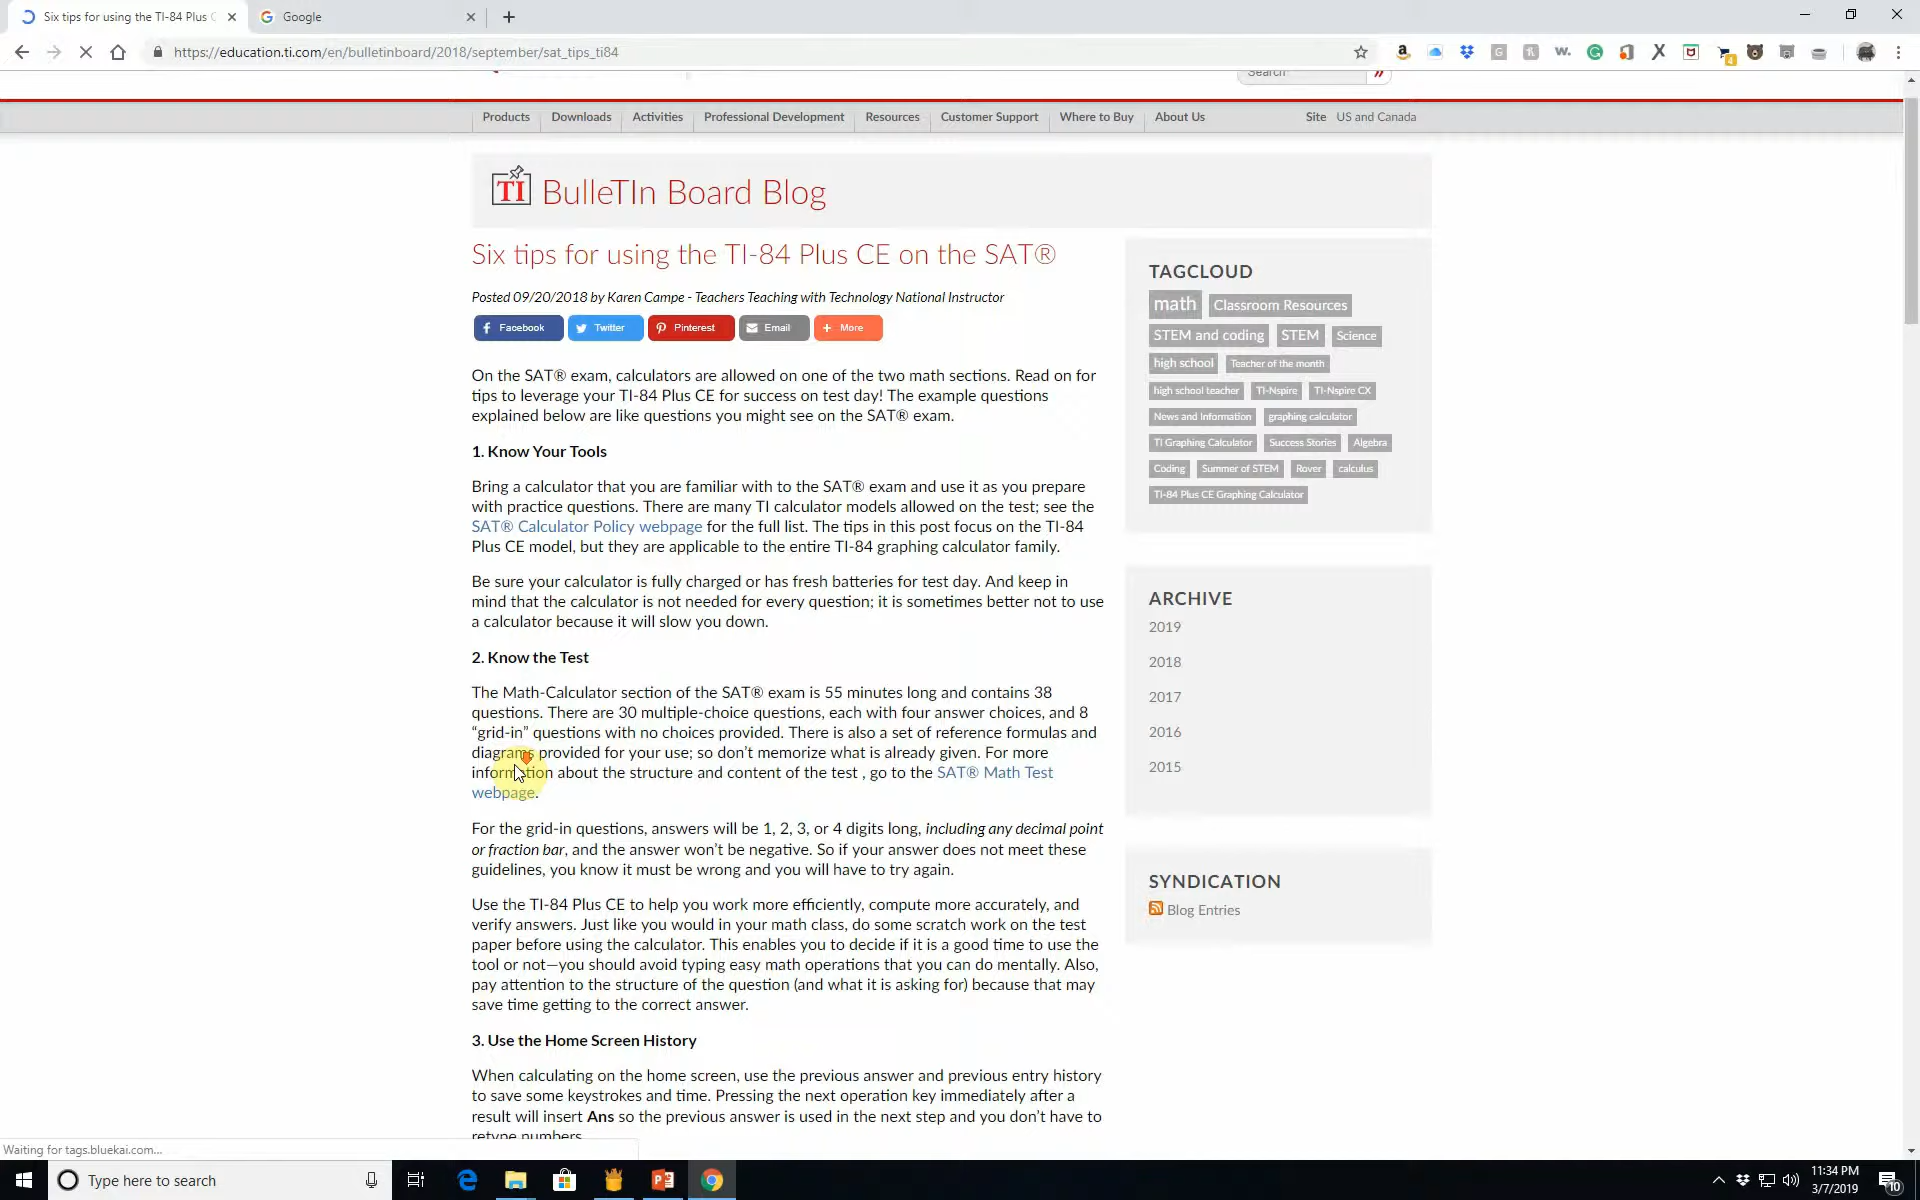 Six tips for using the TI-84 Plus C
Google
https://education.ti.com/en/bulletinboard/2018/september/sat_tips_ti84
Search
Products Downloads Activities Professional Development Resources Customer Support Where to Buy About Us Site US and Canada
TI BulleTIn Board Blog
Six tips for using the TI-84 Plus CE on the SAT®
Posted 09/20/2018 by Karen Campe - Teachers Teaching with Technology National Instructor
Facebook Twitter Pinterest Email More
On the SAT® exam, calculators are allowed on one of the two math sections. Read on for
tips to leverage your TI-84 Plus CE for success on test day! The example questions
explained below are like questions you might see on the SAT® exam.
1. Know Your Tools
Bring a calculator that you are familiar with to the SAT® exam and use it as you prepare
with practice questions. There are many TI calculator models allowed on the test; see the
SAT® Calculator Policy webpage for the full list. The tips in this post focus on the TI-84
Plus CE model, but they are applicable to the entire TI-84 graphing calculator family.
Be sure your calculator is fully charged or has fresh batteries for test day. And keep in
mind that the calculator is not needed for every question; it is sometimes better not to use
a calculator because it will slow you down.
2. Know the Test
The Math-Calculator section of the SAT® exam is 55 minutes long and contains 38
questions. There are 30 multiple-choice questions, each with four answer choices, and 8
“grid-in” questions with no choices provided. There is also a set of reference formulas and
diagrams provided for your use; so don’t memorize what is already given. For more
information about the structure and content of the test , go to the SAT® Math Test
webpage.
For the grid-in questions, answers will be 1, 2, 3, or 4 digits long, including any decimal point
or fraction bar, and the answer won’t be negative. So if your answer does not meet these
guidelines, you know it must be wrong and you will have to try again.
Use the TI-84 Plus CE to help you work more efficiently, compute more accurately, and
verify answers. Just like you would in your math class, do some scratch work on the test
paper before using the calculator. This enables you to decide if it is a good time to use the
tool or not—you should avoid typing easy math operations that you can do mentally. Also,
pay attention to the structure of the question (and what it is asking for) because that may
save time getting to the correct answer.
3. Use the Home Screen History
When calculating on the home screen, use the previous answer and previous entry history
to save some keystrokes and time. Pressing the next operation key immediately after a
result will insert Ans so the previous answer is used in the next step and you don’t have to
retype numbers.
TAGCLOUD
math Classroom Resources
STEM and coding STEM Science
high school Teacher of the month
high school teacher TI-Nspire TI-Nspire CX
News and Information graphing calculator
TI Graphing Calculator Success Stories Algebra
Coding Summer of STEM Rover calculus
TI-84 Plus CE Graphing Calculator
ARCHIVE
2019
2018
2017
2016
2015
SYNDICATION
Blog Entries
Waiting for tags.bluekai.com...
Type here to search
11:34 PM
3/7/2019
10